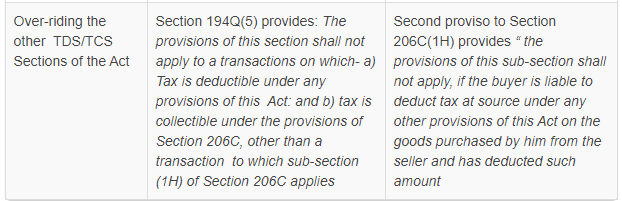 Over-riding the
other TDS/TCS
Sections of the Act
Section 194Q(5) provides: The
provisions of this section shall not
apply to a transactions on which- a)
Tax is deductible under any
provisions of this Act: and b) tax is
collectible under the provisions of
Section 206C, other than a
transaction to which sub-section
(1H) of Section 206C applies
Second proviso to Section
206C(1H) provides “ the
provisions of this sub-section shall
not apply, if the buyer is liable to
deduct tax at source under any
other provisions of this Act on the
goods purchased by him from the
seller and has deducted such
amount